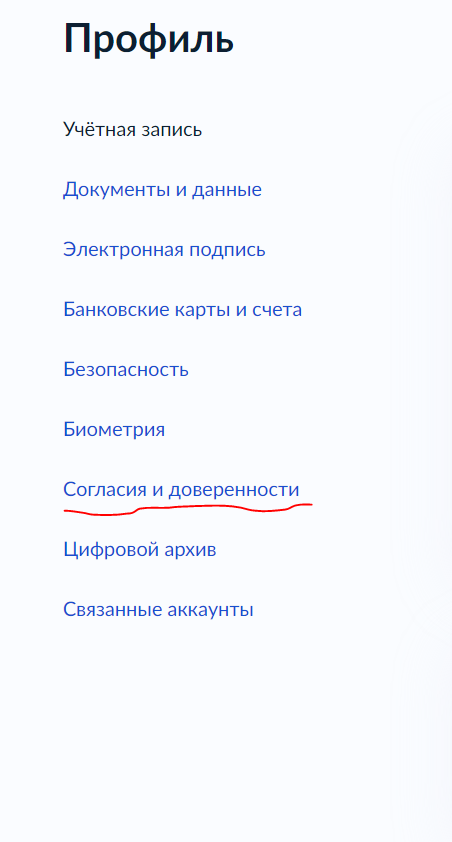 Профиль
Учётная запись
Документы и данные
Электронная подпись
Банковские карты и счета
Безопасность
Биометрия
Согласия и доверенности
Цифровой архив
Связанные аккаунты